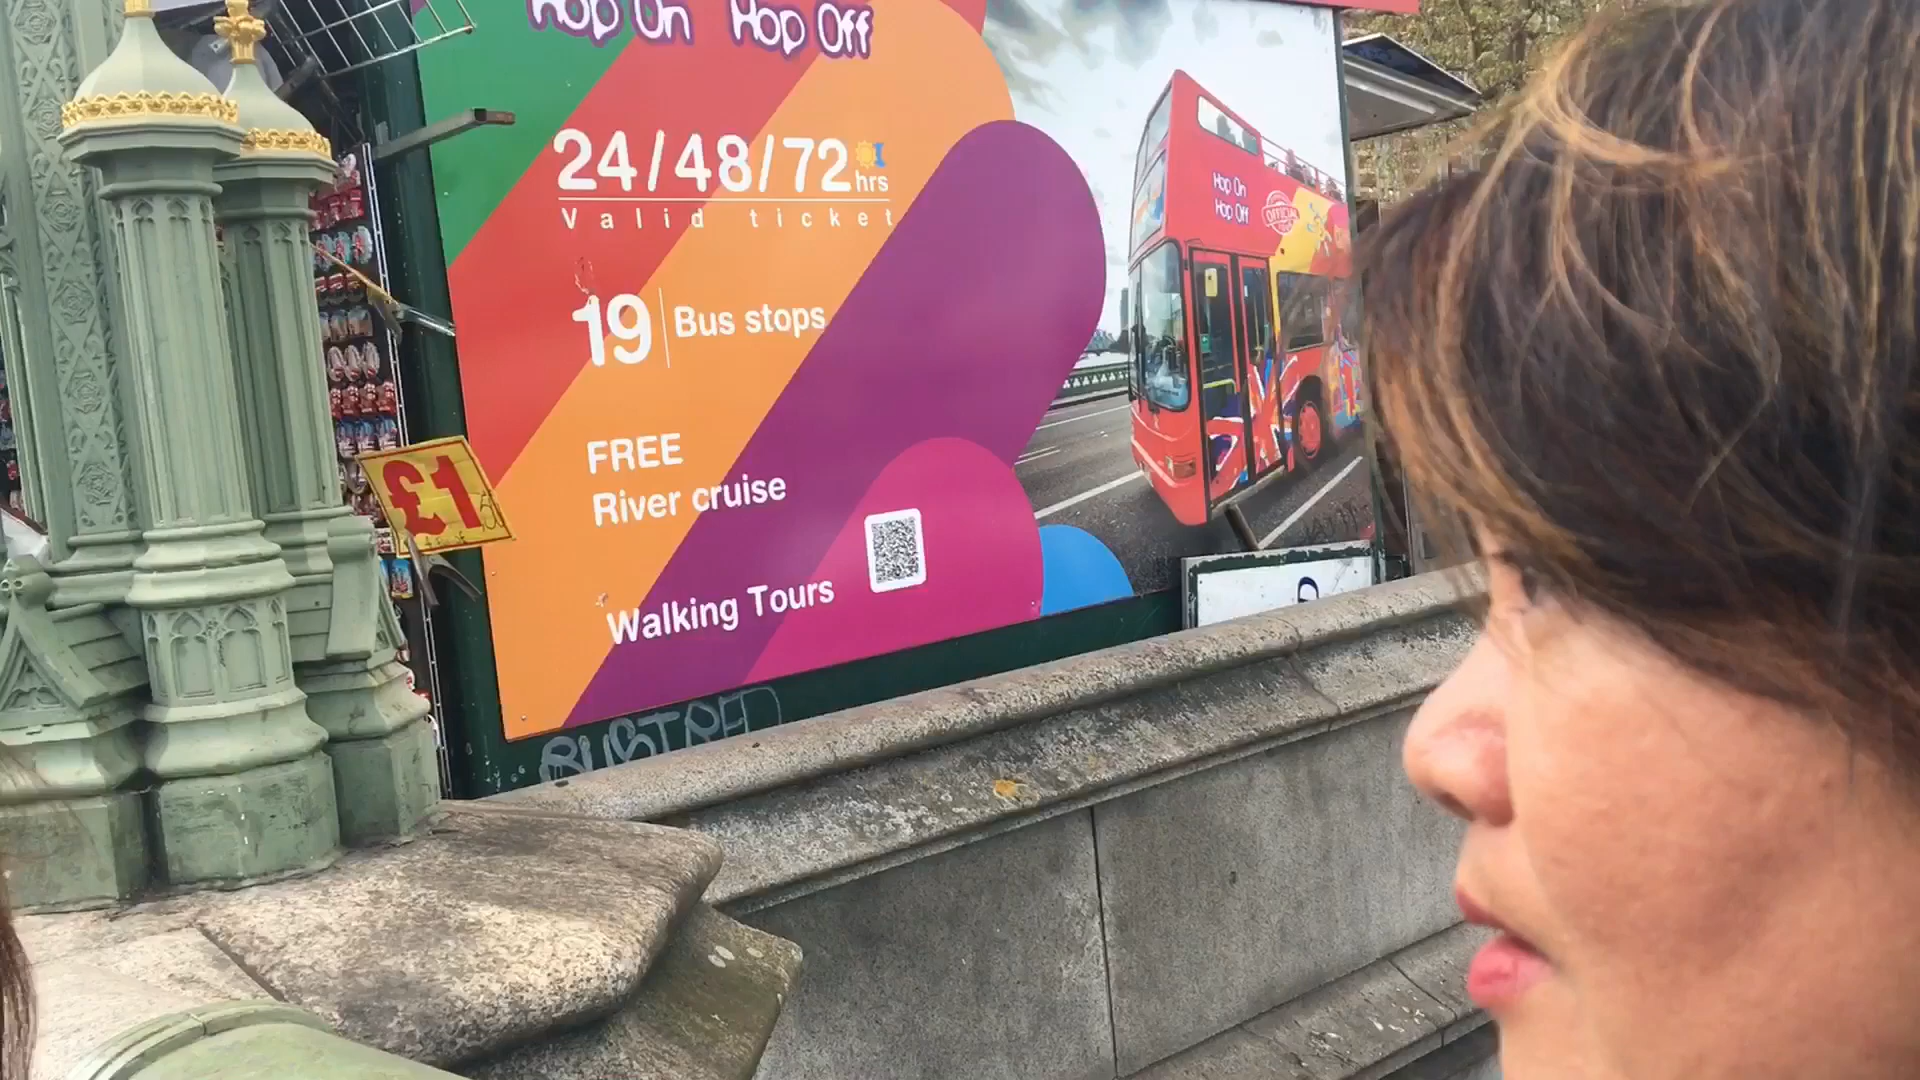 Hop On Hop Off
24/48/72 hrs
Valid ticket
19 Bus stops
FREE
River cruise
Walking Tours
£1
50
Hop On
Hop Off
OFFICIAL